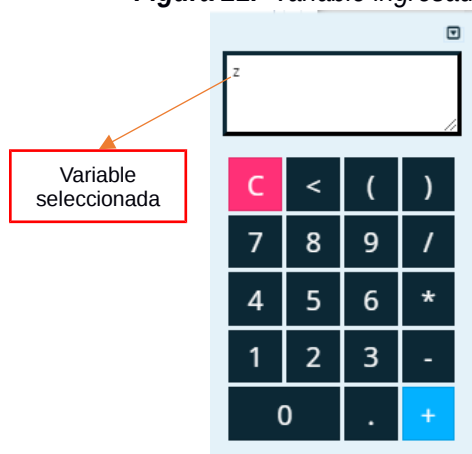 z
Variable
seleccionada
C < ( )
7 8 9 /
4 5 6 *
1 2 3 -
0 . +